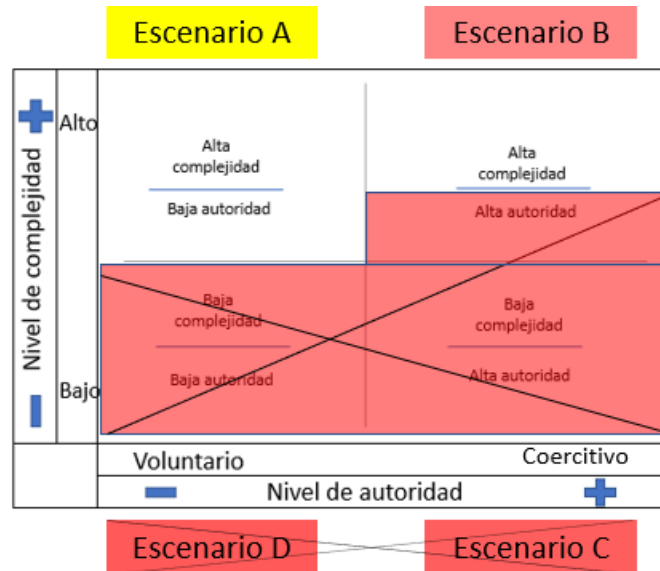 Escenario A
Escenario B
Nivel de complejidad
Alto
Alta
complejidad
Baja autoridad
Alta
complejidad
Alta autoridad
Bajo
Baja
complejidad
Baja autoridad
Baja
complejidad
Alta autoridad
Voluntario
Coercitivo
Nivel de autoridad
Escenario D
Escenario C